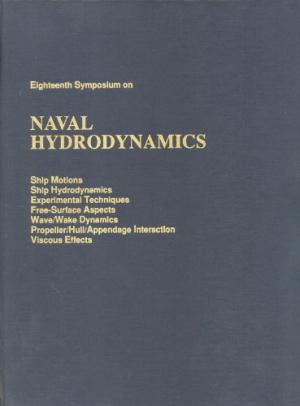 Eighteenth Symposium on
NAVAL
HYDRODYNAMICS
Ship Motions
Ship Hydrodynamics
Experimental Techniques
Free-Surface Aspects
Wave/Wake Dynamics
Propeller/Hull/Appendage Interaction
Viscous Effects